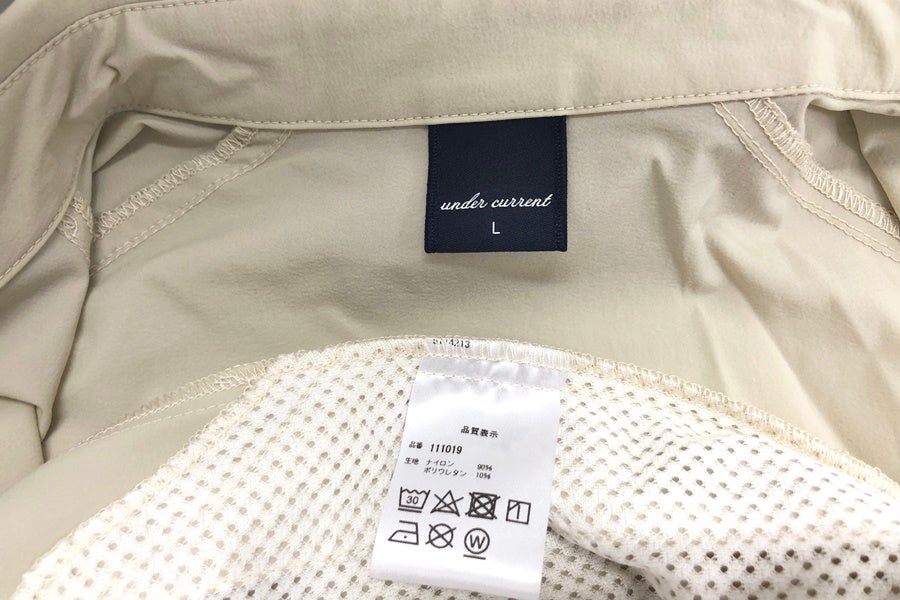 under current
L
品質表示
品番 111019
生地 ナイロン 90%
ポリウレタン 10%
30
W